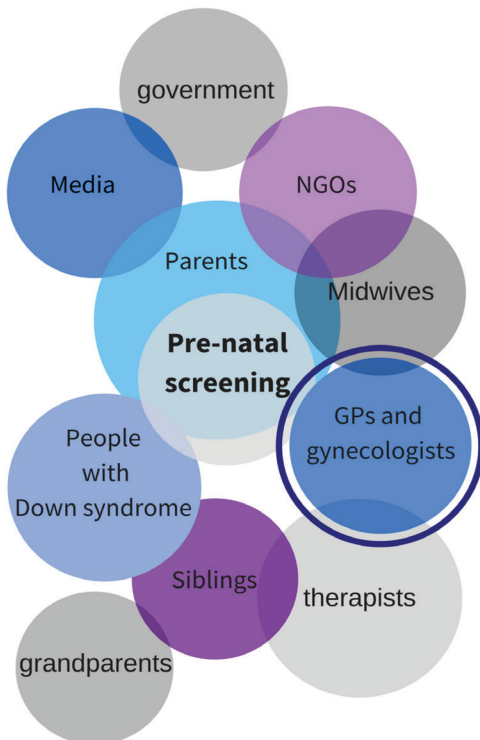 government
Media
NGOs
Parents
Midwives
Pre-natal
screening
GPs and
gynecologists
People
with
Down syndrome
Siblings
therapists
grandparents